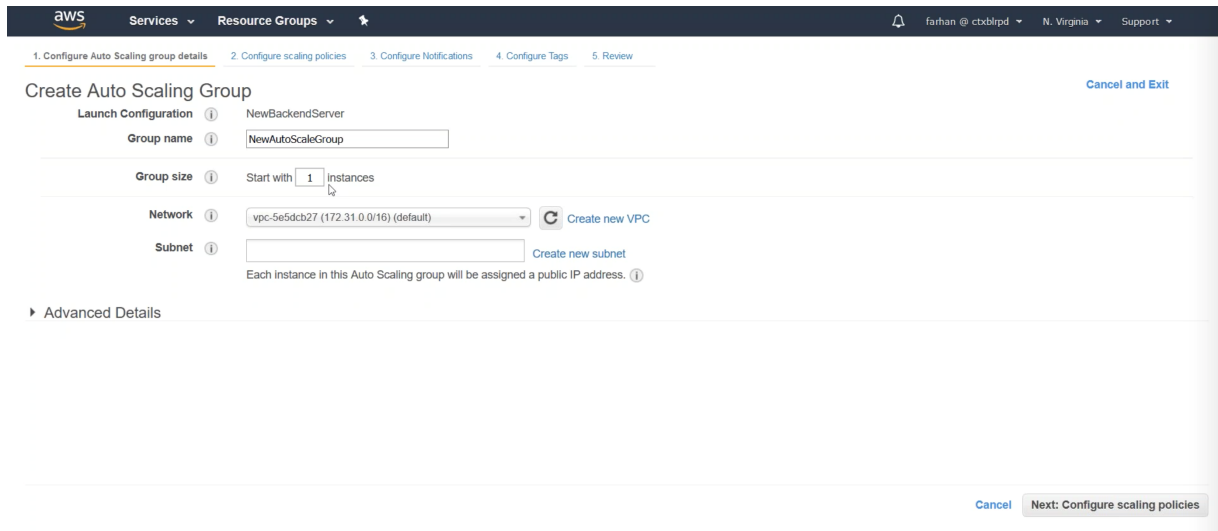 aws Services Resource Groups farhan @ ctxblrpd N. Virginia Support
1. Configure Auto Scaling group details 2. Configure scaling policies 3. Configure Notifications 4. Configure Tags 5. Review
Create Auto Scaling Group Cancel and Exit
Launch Configuration i NewBackendServer
Group name i NewAutoScaleGroup
Group size i Start with 1 instances
Network i vpc-5e5dcb27 (172.31.0.0/16) (default) Create new VPC
Subnet i Create new subnet
Each instance in this Auto Scaling group will be assigned a public IP address. i
Advanced Details
Cancel Next: Configure scaling policies